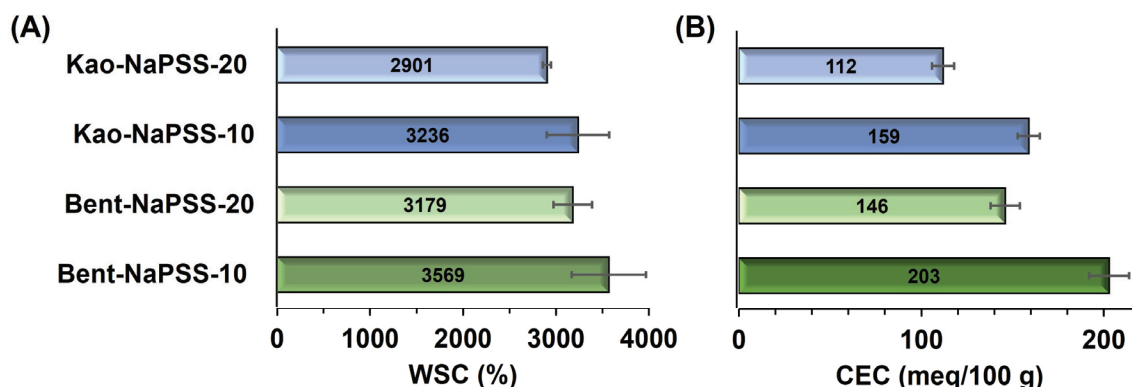 (A)
Kao-NaPSS-20
2901
Kao-NaPSS-10
3236
Bent-NaPSS-20
3179
Bent-NaPSS-10
3569
0 1000 2000 3000 4000
WSC (%)
(B)
112
159
146
203
0 100 200
CEC (meq/100 g)